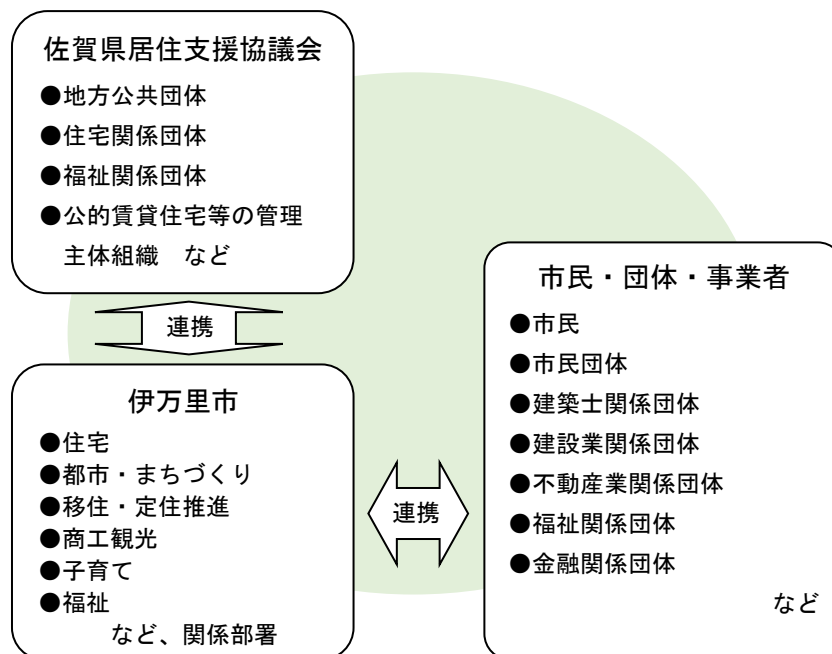 佐賀県居住支援協議会
●地方公共団体
●住宅関係団体
●福祉関係団体
●公的賃貸住宅等の管理
主体組織　など
連携
伊万里市
●住宅
●都市・まちづくり
●移住・定住推進
●商工観光
●子育て
●福祉
など、関係部署
連携
市民・団体・事業者
●市民
●市民団体
●建築士関係団体
●建設業関係団体
●不動産業関係団体
●福祉関係団体
●金融関係団体
など